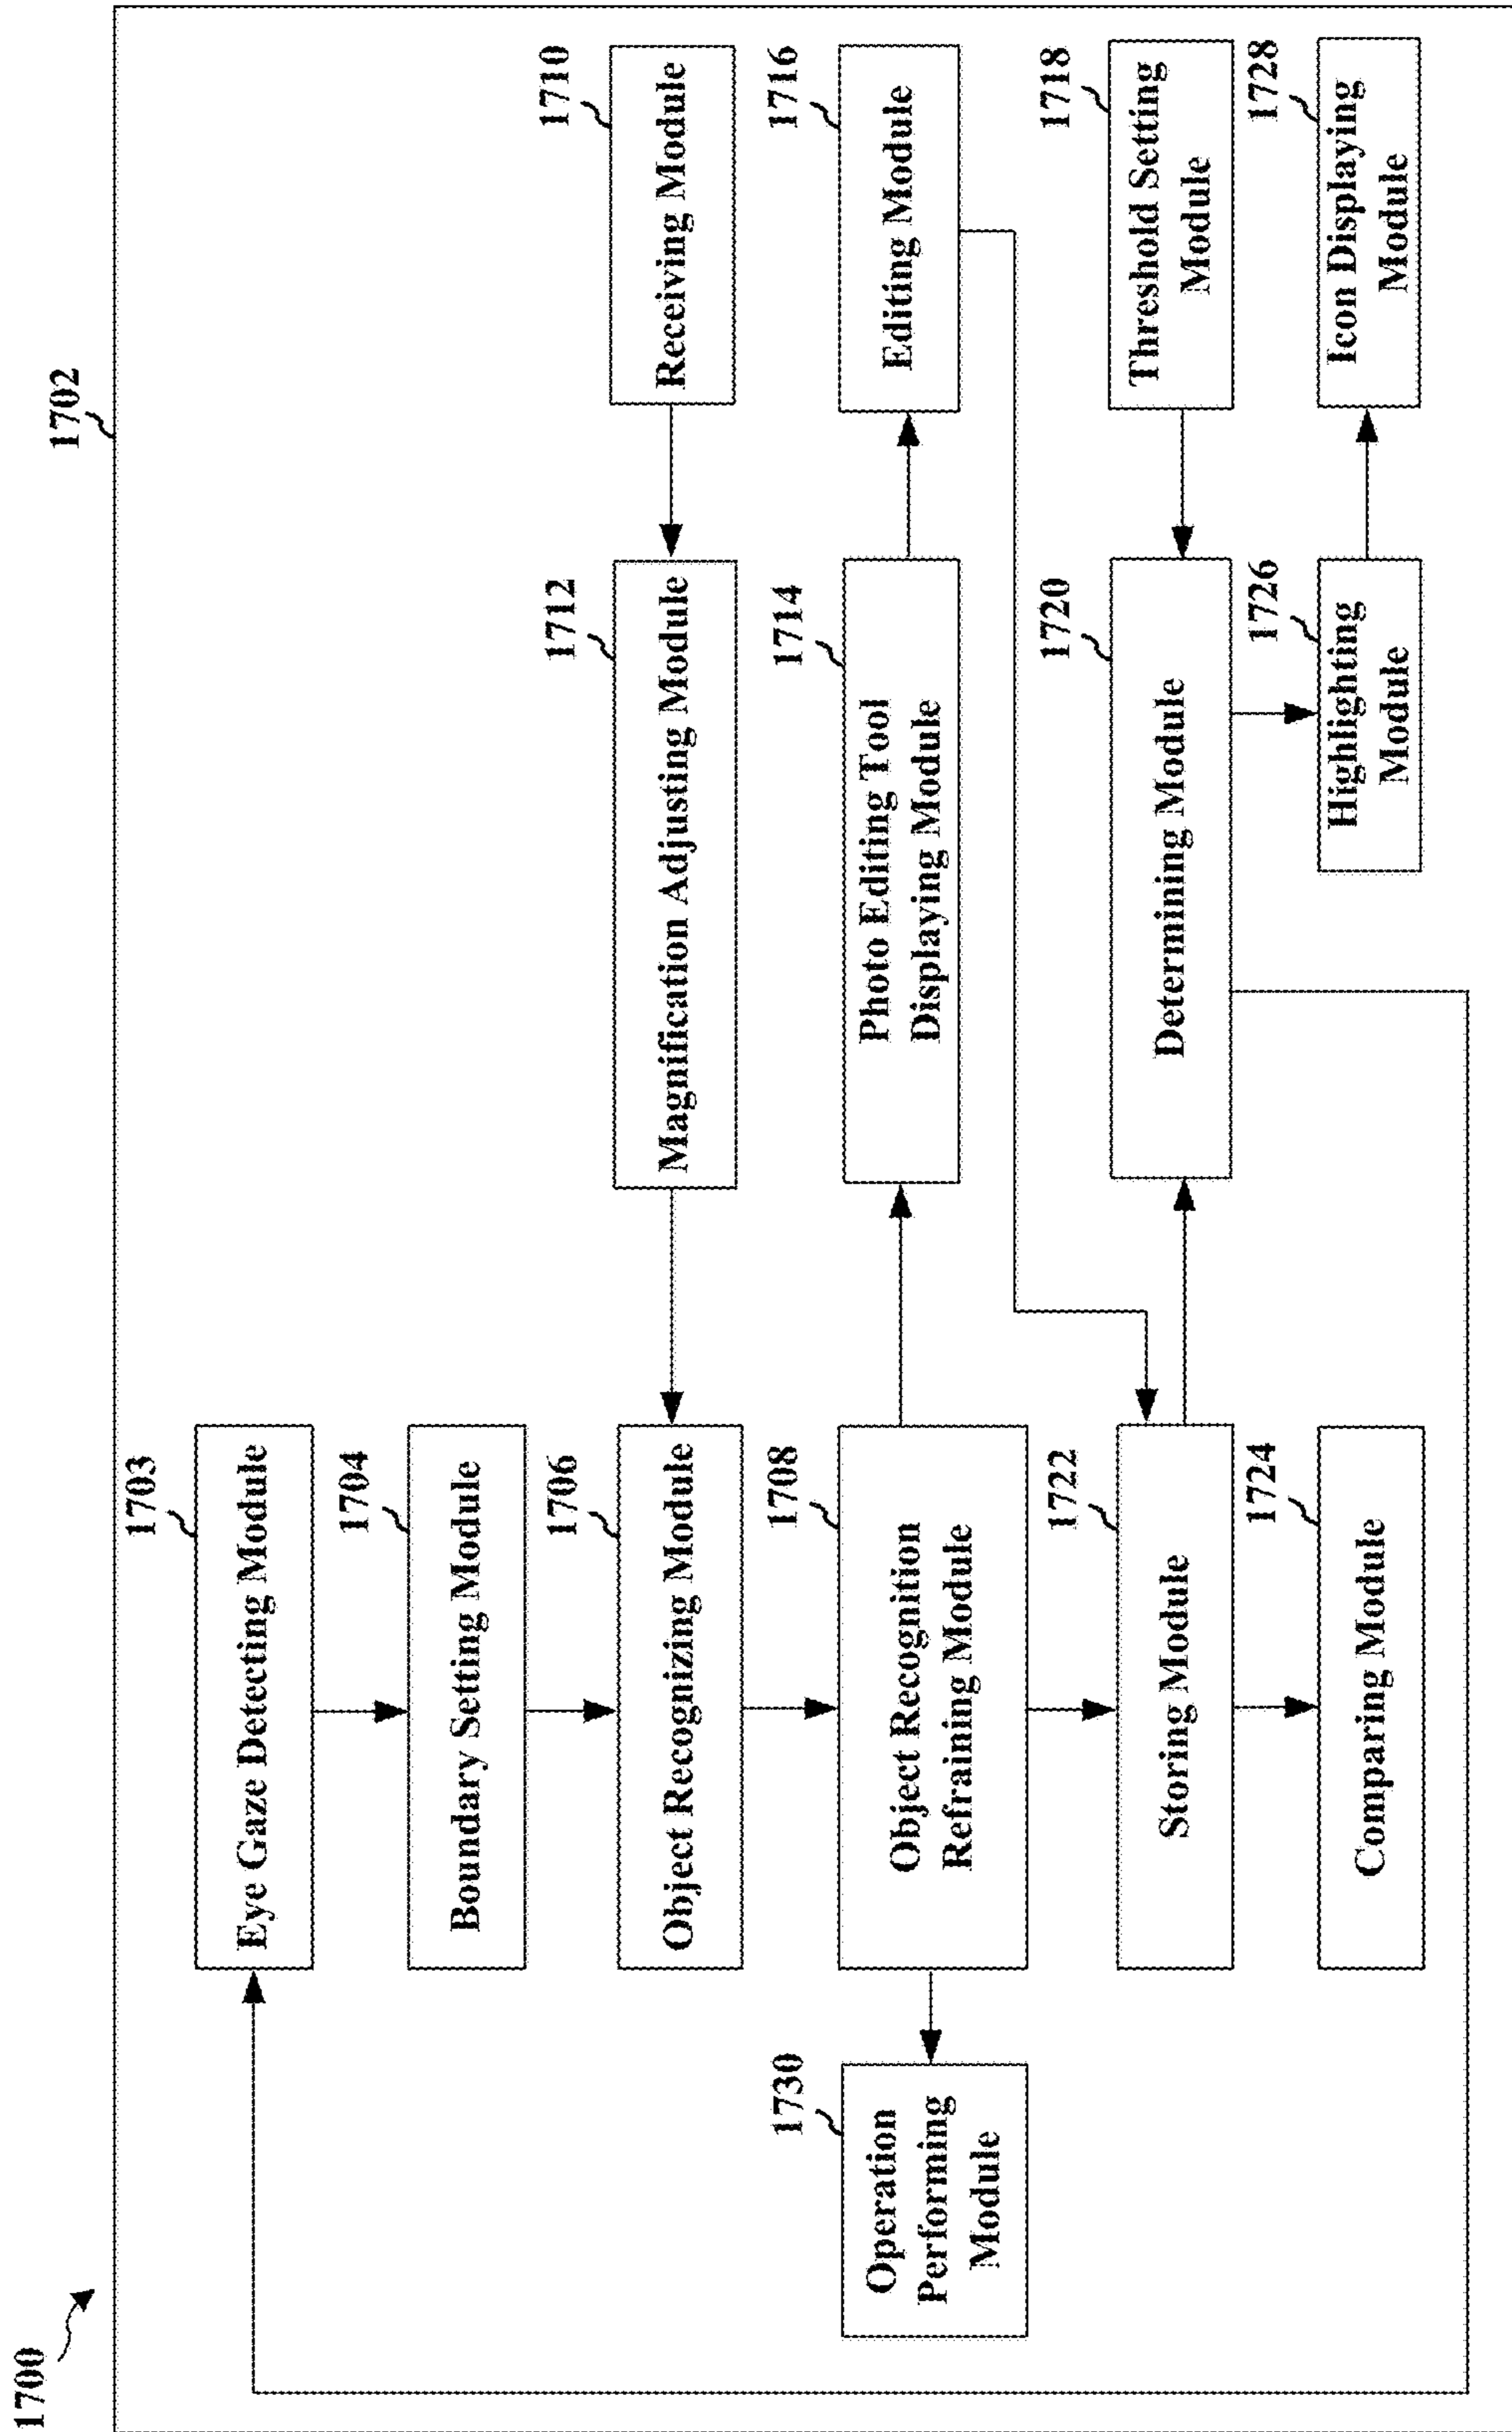 1700
1702
1703
Eye Gaze Detecting Module
1704
Boundary Setting Module
1706
Object Recognizing Module
1712
Magnification Adjusting Module
1710
Receiving Module
1730
Operation
Performing
Module
1708
Object Recognition
Refraining Module
1714
Photo Editing Tool
Displaying Module
1716
Editing Module
1722
Storing Module
1720
Determining Module
1718
Threshold Setting
Module
1724
Comparing Module
1726
Highlighting
Module
1728
Icon Displaying
Module